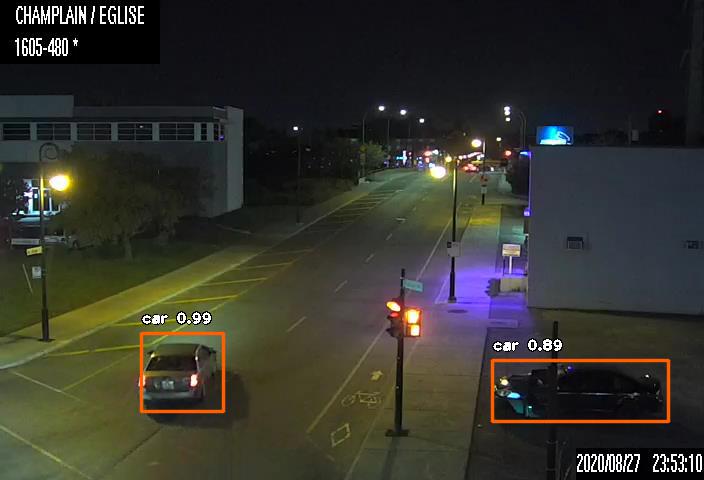 CHAMPLAIN / EGLISE
1605-480 *
car 0.99
car 0.89
2020/08/27 23:53:10